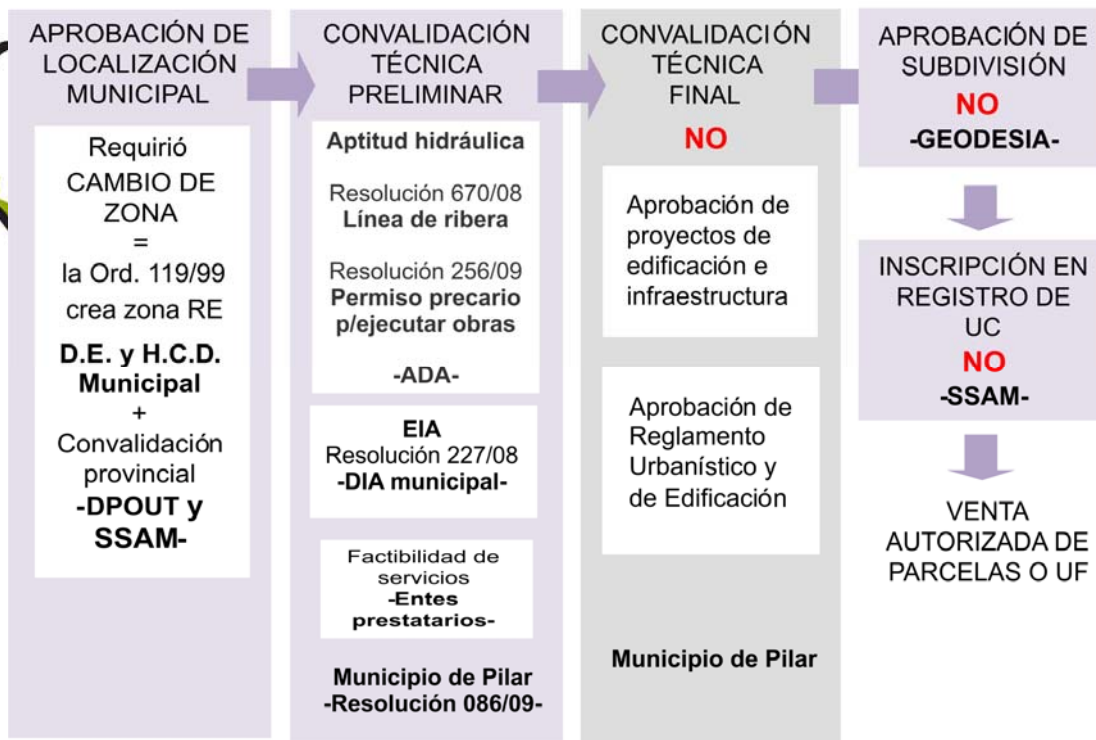 APROBACIÓN DE
LOCALIZACIÓN
MUNICIPAL
Requirió
CAMBIO DE
ZONA
=
la Ord. 119/99
crea zona RE
D.E. y H.C.D.
Municipal
+
Convalidación
provincial
-DPOUT y
SSAM-
CONVALIDACIÓN
TÉCNICA
PRELIMINAR
Aptitud hidráulica
Resolución 670/08
Línea de ribera
Resolución 256/09
Permiso precario
p/ejecutar obras
-ADA-
EIA
Resolución 227/08
-DIA municipal-
Factibilidad de
servicios
-Entes
prestatarios-
Municipio de Pilar
-Resolución 086/09-
CONVALIDACIÓN
TÉCNICA
FINAL
NO
Aprobación de
proyectos de
edificación e
infraestructura
Aprobación de
Reglamento
Urbanístico y
de Edificación
Municipio de Pilar
APROBACIÓN DE
SUBDIVISIÓN
NO
-GEODESIA-
INSCRIPCIÓN EN
REGISTRO DE
UC
NO
-SSAM-
VENTA
AUTORIZADA DE
PARCELAS O UF